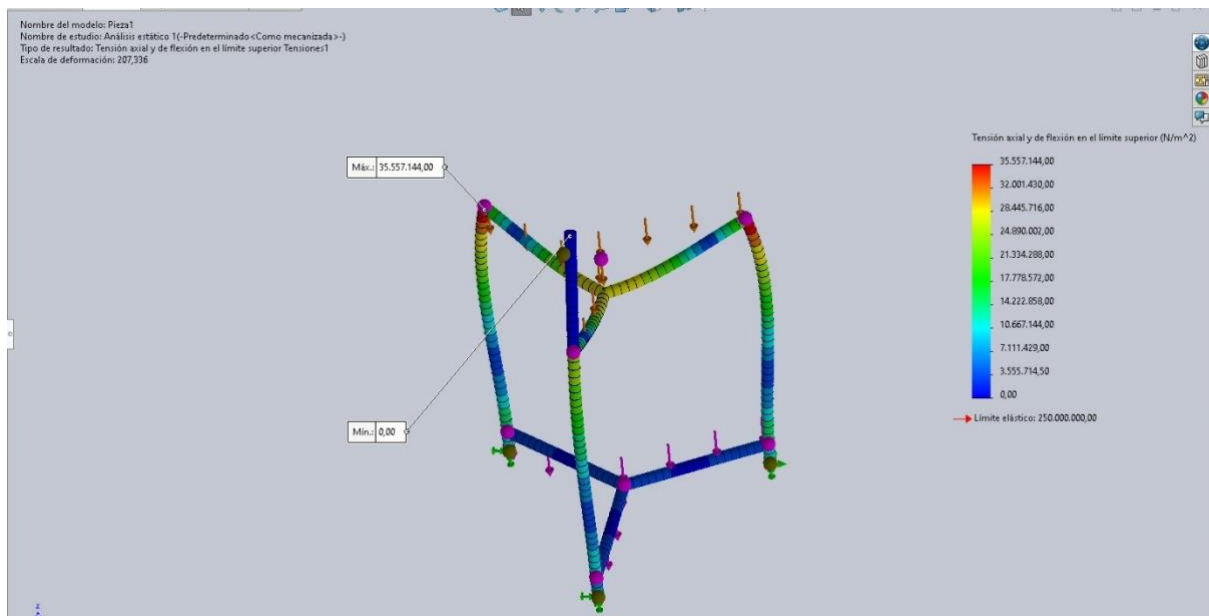 Nombre del modelo: Pieza1
Nombre de estudio: Análisis estático 1(-Predeterminado<Como mecanizada>-)
Tipo de resultado: Tensión axial y de flexión en el límite superior Tensiones1
Escala de deformación: 207,336
Tensión axial y de flexión en el límite superior (N/m^2)
Máx.: 35.557.144,00
35.557.144,00
32.001.430,00
28.445.716,00
24.890.002,00
21.334.288,00
17.778.572,00
14.222.858,00
10.667.144,00
7.111.429,00
3.555.714,50
0,00
Límite elástico: 250.000.000,00
Mín.: 0,00
z